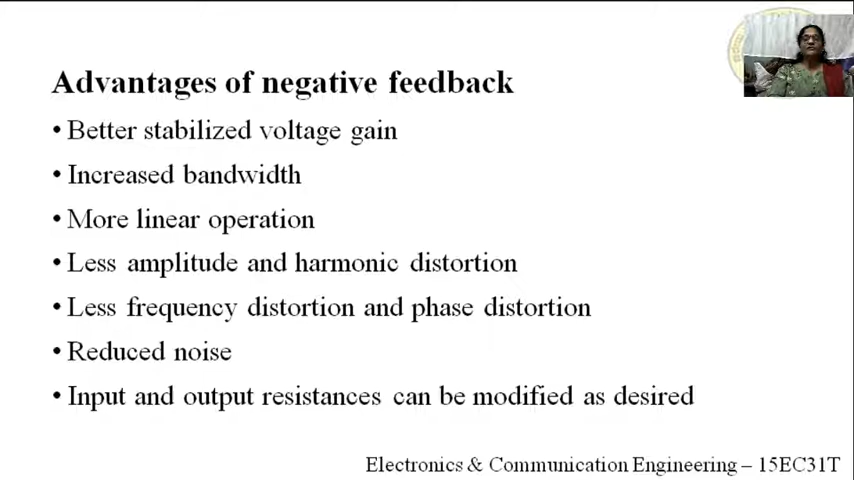 Advantages of negative feedback
• Better stabilized voltage gain
• Increased bandwidth
• More linear operation
• Less amplitude and harmonic distortion
• Less frequency distortion and phase distortion
• Reduced noise
• Input and output resistances can be modified as desired
Electronics & Communication Engineering – 15EC31T